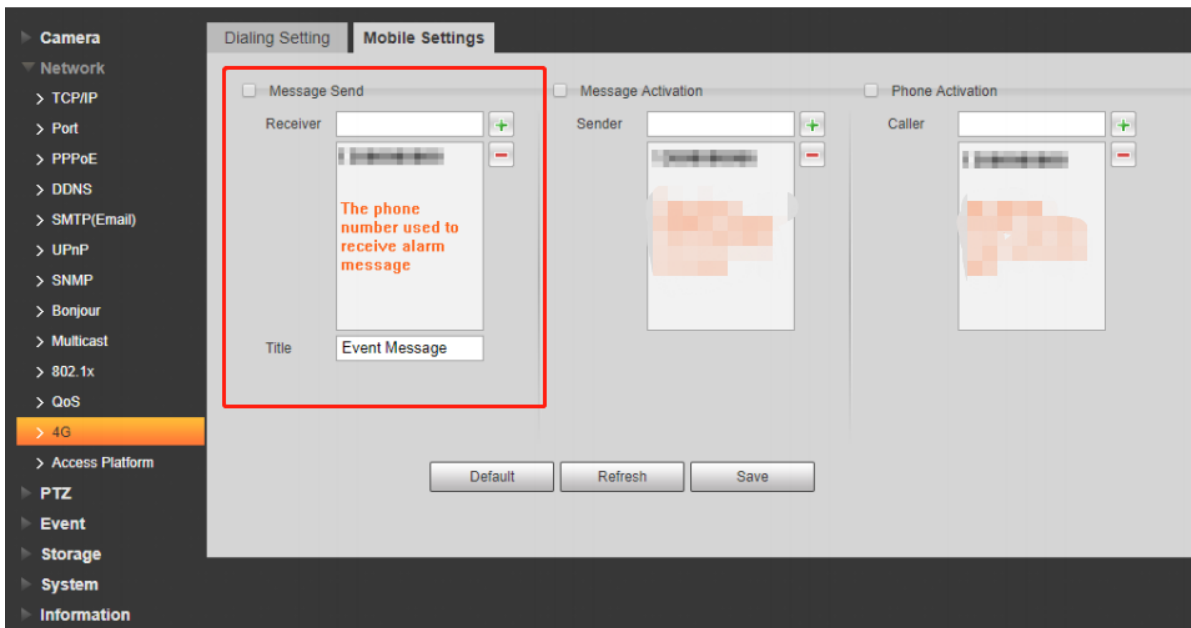 Camera
Network
TCP/IP
Port
PPPoE
DDNS
SMTP(Email)
UPnP
SNMP
Bonjour
Multicast
802.1x
QoS
4G
Access Platform
PTZ
Event
Storage
System
Information
Dialing Setting
Mobile Settings
Message Send
Receiver
The phone
number used to
receive alarm
message
Title
Event Message
Message Activation
Sender
Phone Activation
Caller
Default
Refresh
Save